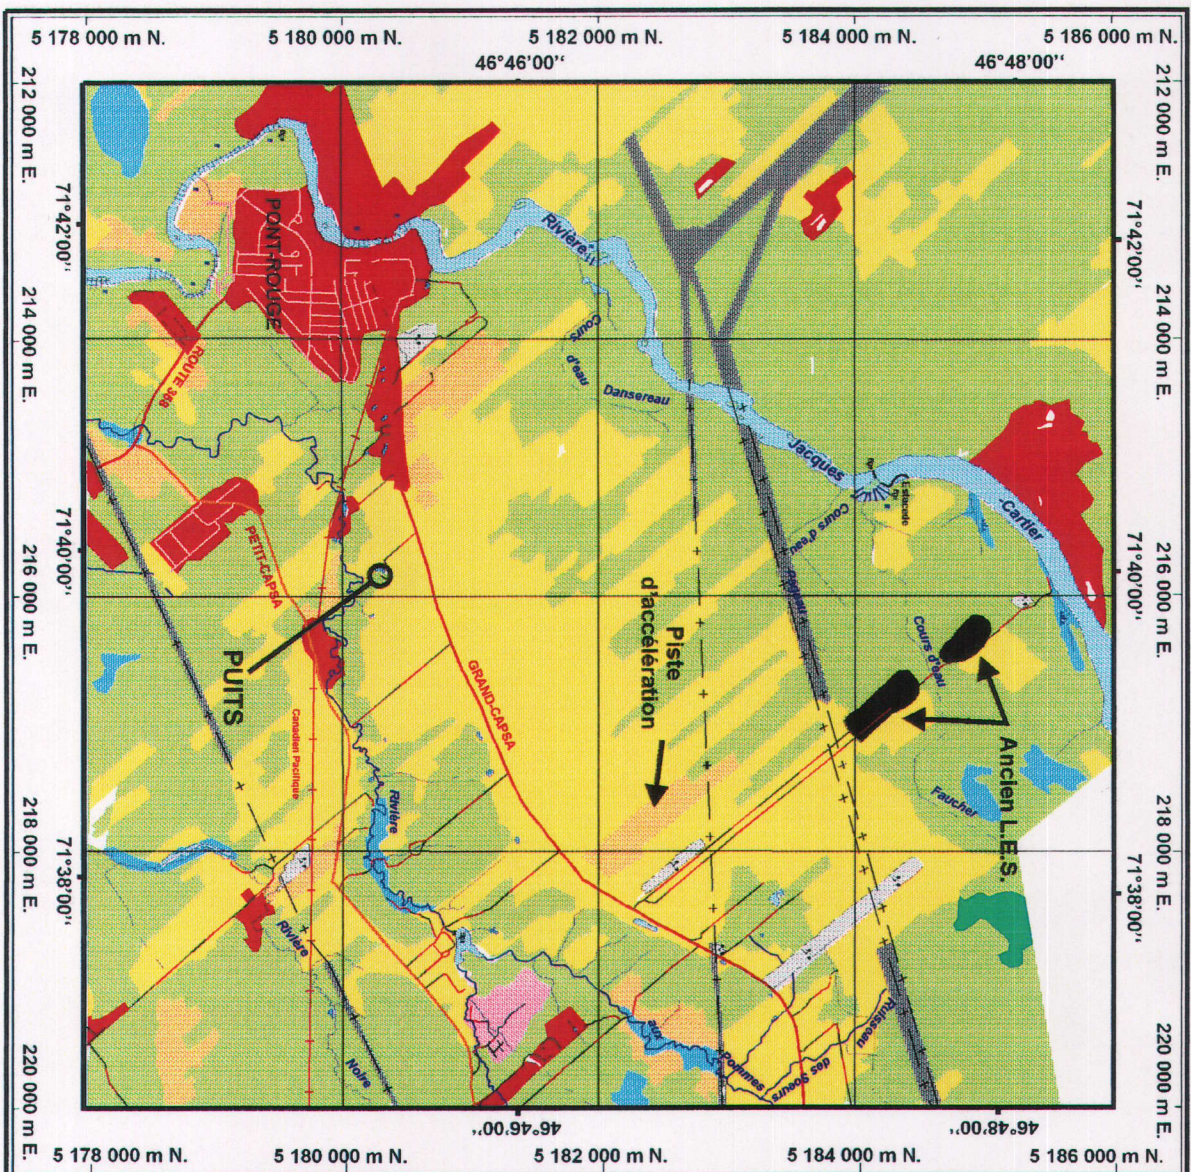 5 178 000 m N.
5 180 000 m N.
5 182 000 m N.
5 184 000 m N.
5 186 000 m N.
46°46'00''
46°48'00''
212 000 m E.
212 000 m E.
71°42'00''
71°42'00''
PONT-ROUGE
Rivière
214 000 m E.
214 000 m E.
ROUTE 368
Cours
d'eau
Dansereau
Jacques
Estacade
-Cartier
Cours d'eau
PETIT-CAPSA
71°40'00''
71°40'00''
216 000 m E.
216 000 m E.
Piste
d'accélération
Cours d'eau
PUITS
GRAND-CAPSA
Canadien Pacifique
Ancien L.E.S.
Rivière
Faucher
218 000 m E.
218 000 m E.
71°38'00''
71°38'00''
Rivière
Noire
aux
Pommes
Ruisseau
des Soeurs
220 000 m E.
220 000 m E.
46°46'00''
46°48'00''
5 178 000 m N.
5 180 000 m N.
5 182 000 m N.
5 184 000 m N.
5 186 000 m N.